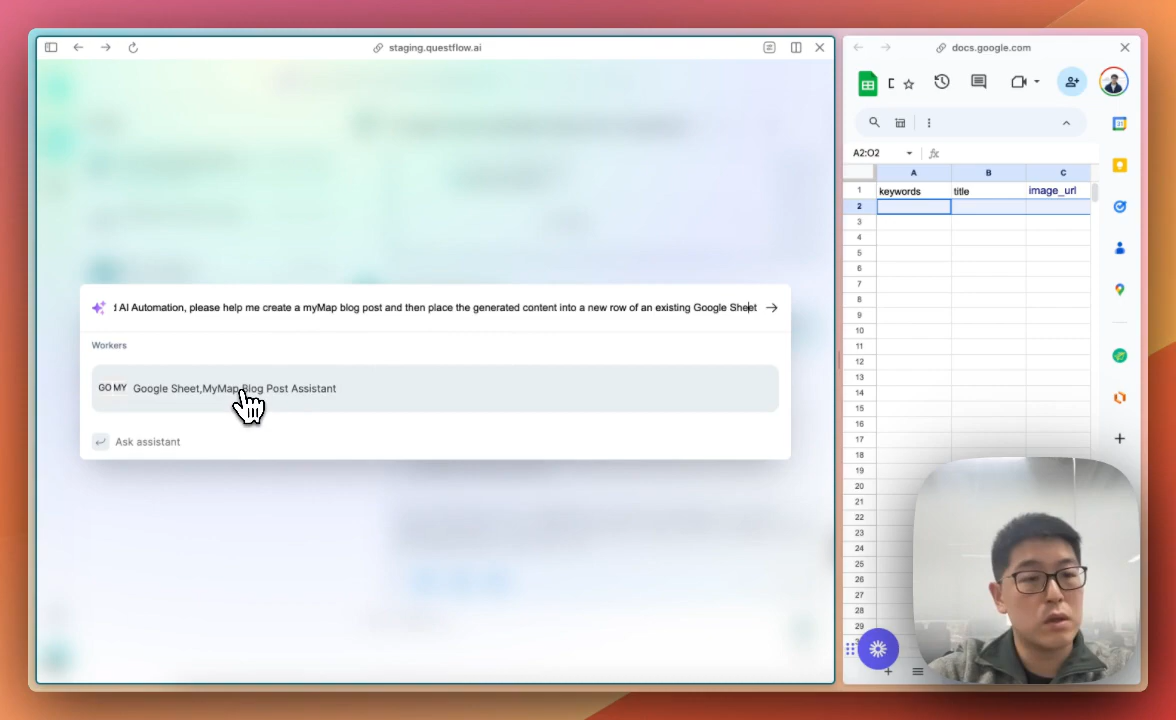 staging.questflow.ai
AI Automation, please help me create a myMap blog post and then place the generated content into a new row of an existing Google Sheet
Workers
GO MY Google Sheet,MyMap Blog Post Assistant
Ask assistant
docs.google.com
A2:O2
fx
A B C
1 keywords title image_url
2
3
4
5
6
7
8
9
10
11
12
13
14
15
16
17
18
19
20
21
22
23
24
25
26
27
28
29